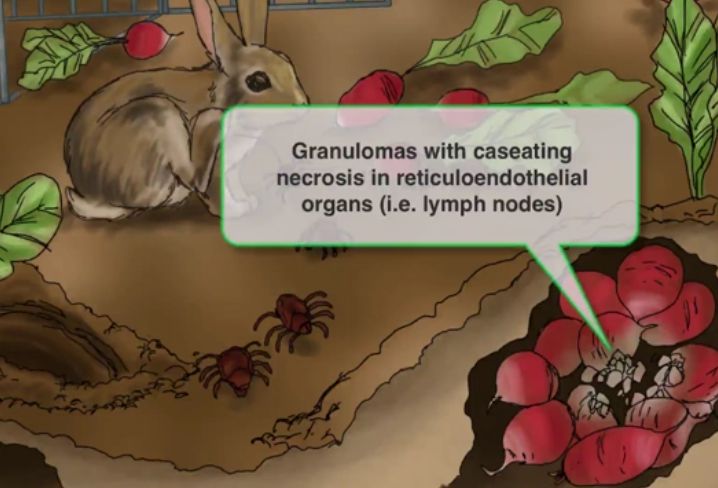 Granulomas with caseating
necrosis in reticuloendothelial
organs (i.e. lymph nodes)